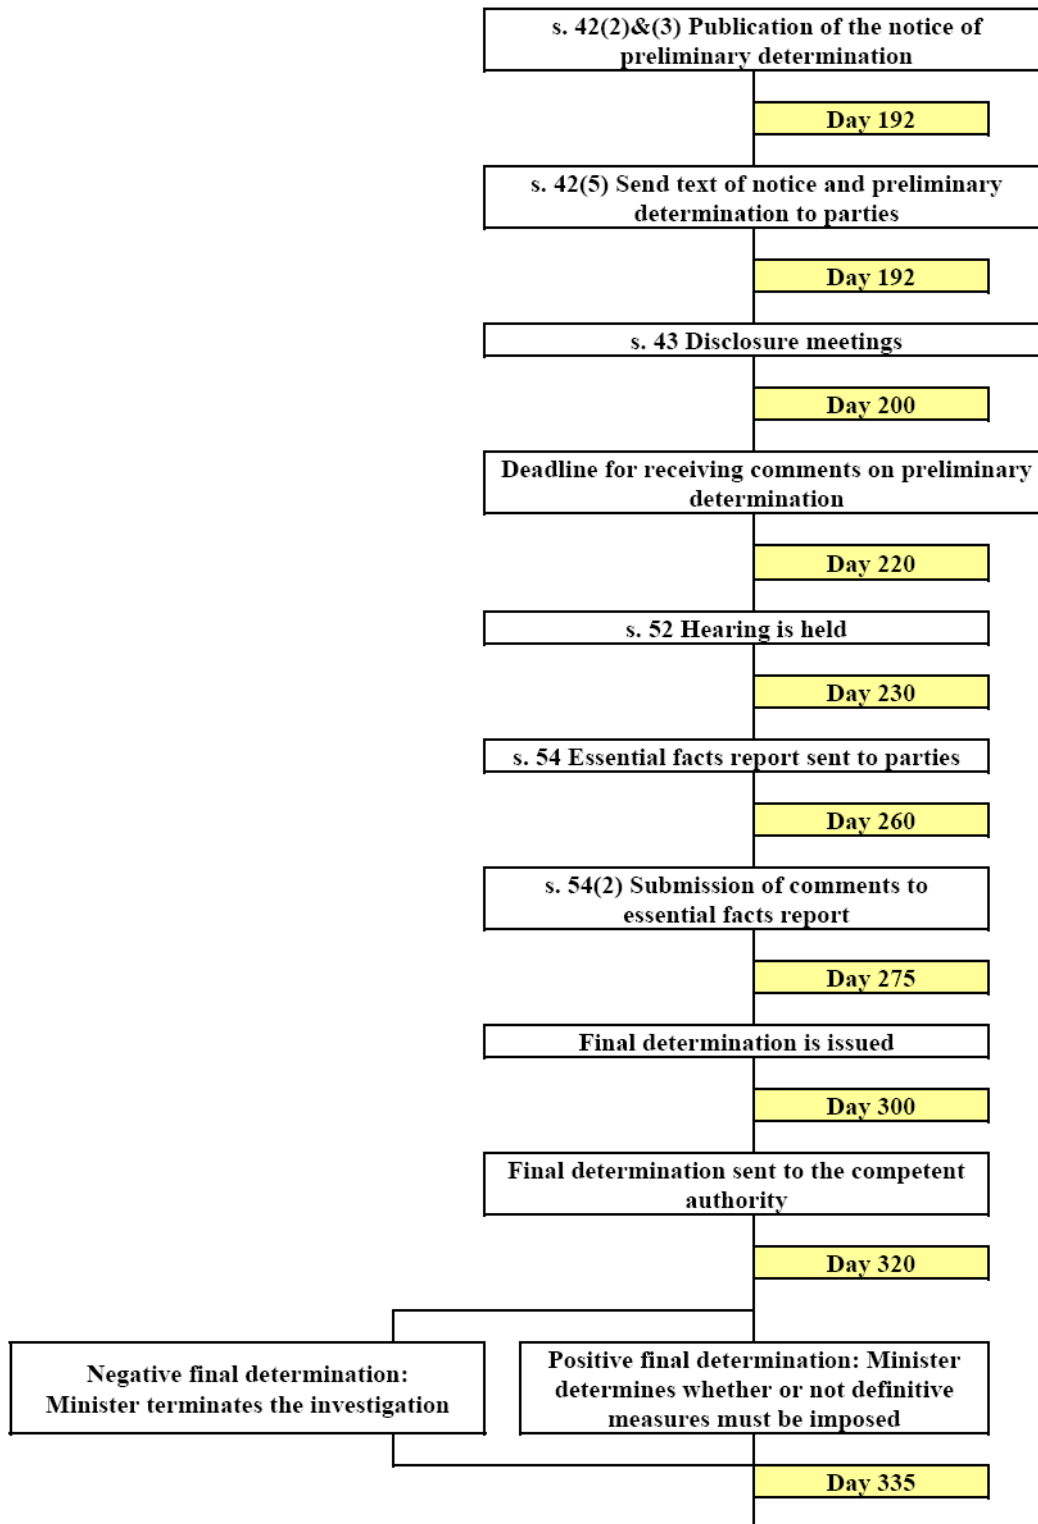 s. 42(2)&(3) Publication of the notice of
preliminary determination
Day 192
s. 42(5) Send text of notice and preliminary
determination to parties
Day 192
s. 43 Disclosure meetings
Day 200
Deadline for receiving comments on preliminary
determination
Day 220
s. 52 Hearing is held
Day 230
s. 54 Essential facts report sent to parties
Day 260
s. 54(2) Submission of comments to
essential facts report
Day 275
Final determination is issued
Day 300
Final determination sent to the competent
authority
Day 320
Negative final determination:
Minister terminates the investigation
Positive final determination: Minister
determines whether or not definitive
measures must be imposed
Day 335